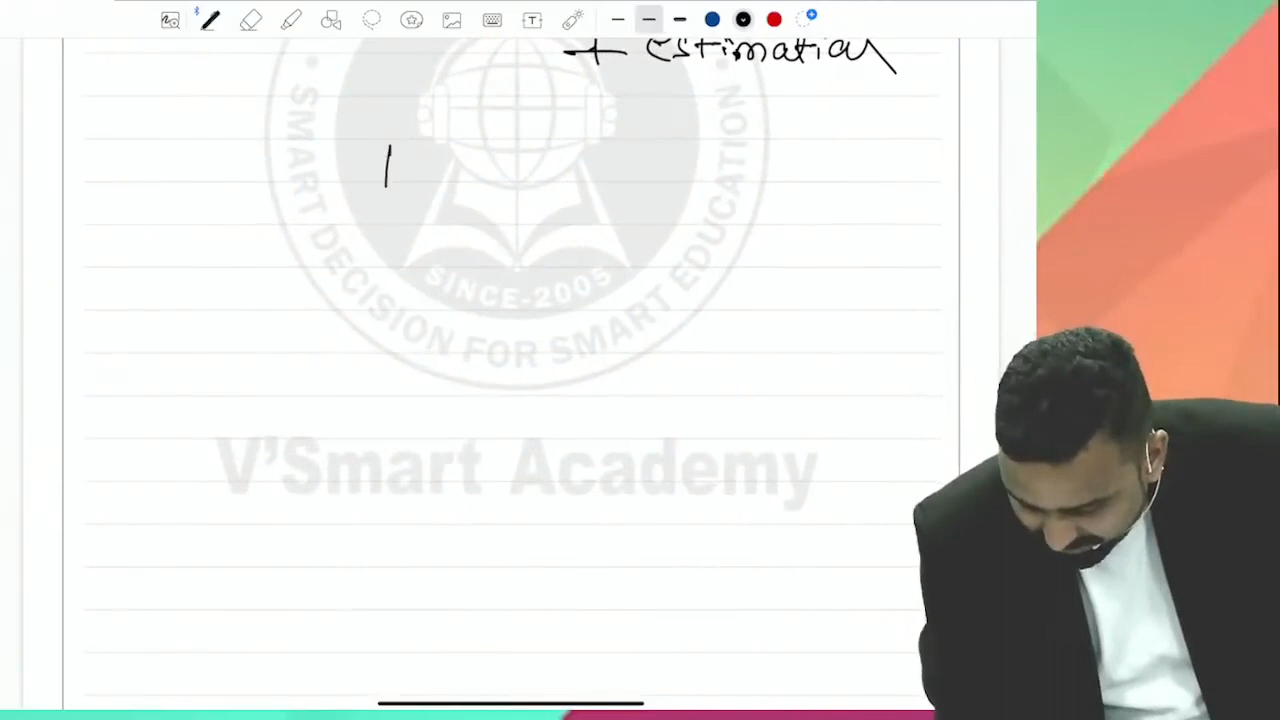 + estimation
SMART DECISION FOR SMART EDUCATION
SINCE-2005
V'Smart Academy